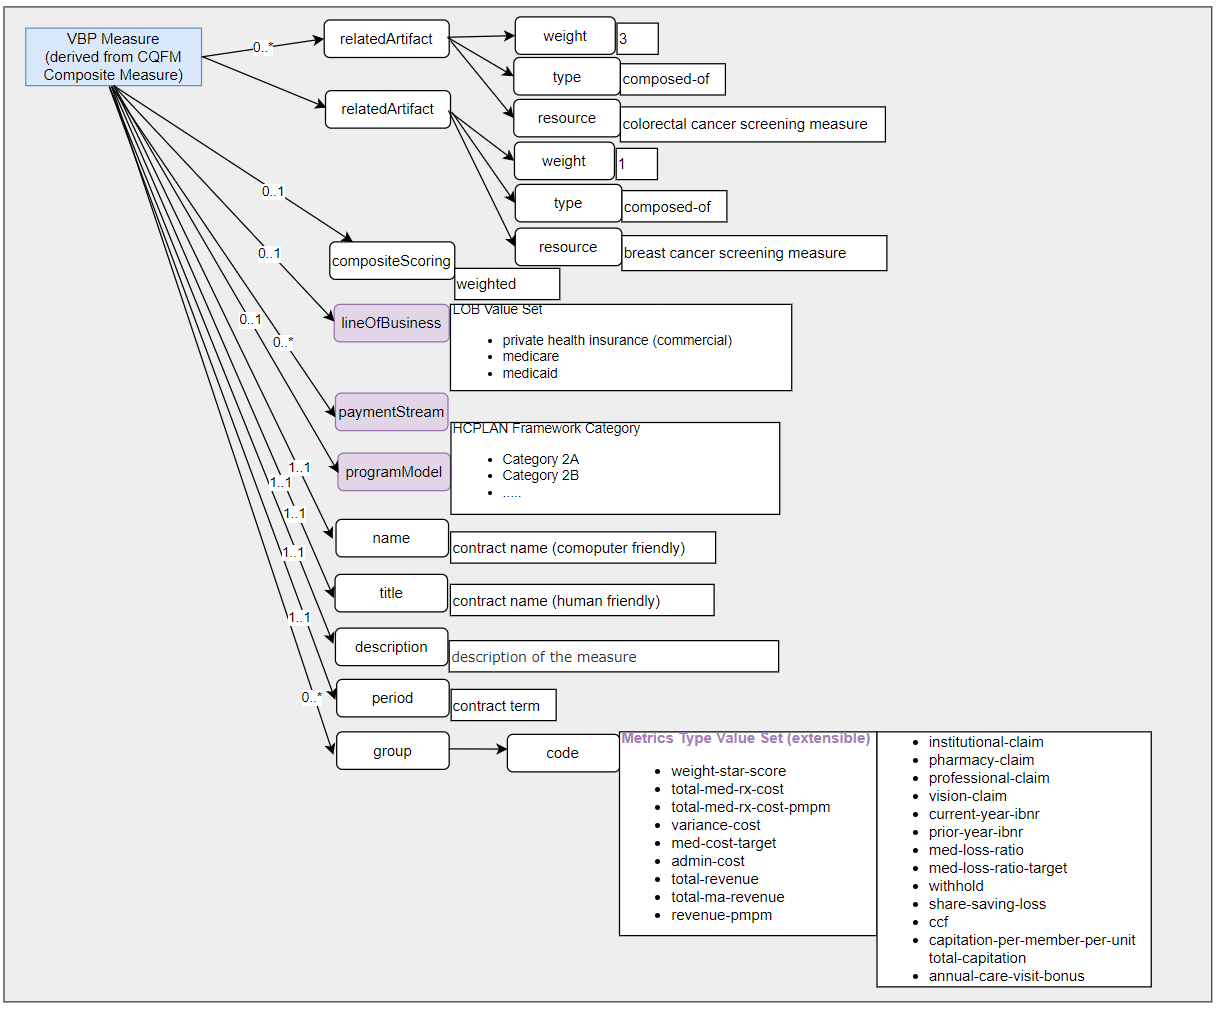 VBP Measure
(derived from CQFM
Composite Measure)
0..*
relatedArtifact
weight
3
type
composed-of
resource
colorectal cancer screening measure
relatedArtifact
weight
1
type
composed-of
resource
breast cancer screening measure
0..1
compositeScoring
weighted
0..1
lineOfBusiness
LOB Value Set
• private health insurance (commercial)
• medicare
• medicaid
0..1
0..*
paymentStream
programModel
HCPLAN Framework Category
• Category 2A
• Category 2B
• .....
1..1
name
contract name (comoputer friendly)
1..1
title
contract name (human friendly)
1..1
description
description of the measure
1..1
period
contract term
1..1
0..*
group
code
Metrics Type Value Set (extensible)
• weight-star-score
• total-med-rx-cost
• total-med-rx-cost-pmpm
• variance-cost
• med-cost-target
• admin-cost
• total-revenue
• total-ma-revenue
• revenue-pmpm
• institutional-claim
• pharmacy-claim
• professional-claim
• vision-claim
• current-year-ibnr
• prior-year-ibnr
• med-loss-ratio
• med-loss-ratio-target
• withhold
• share-saving-loss
• ccf
• capitation-per-member-per-unit
total-capitation
• annual-care-visit-bonus